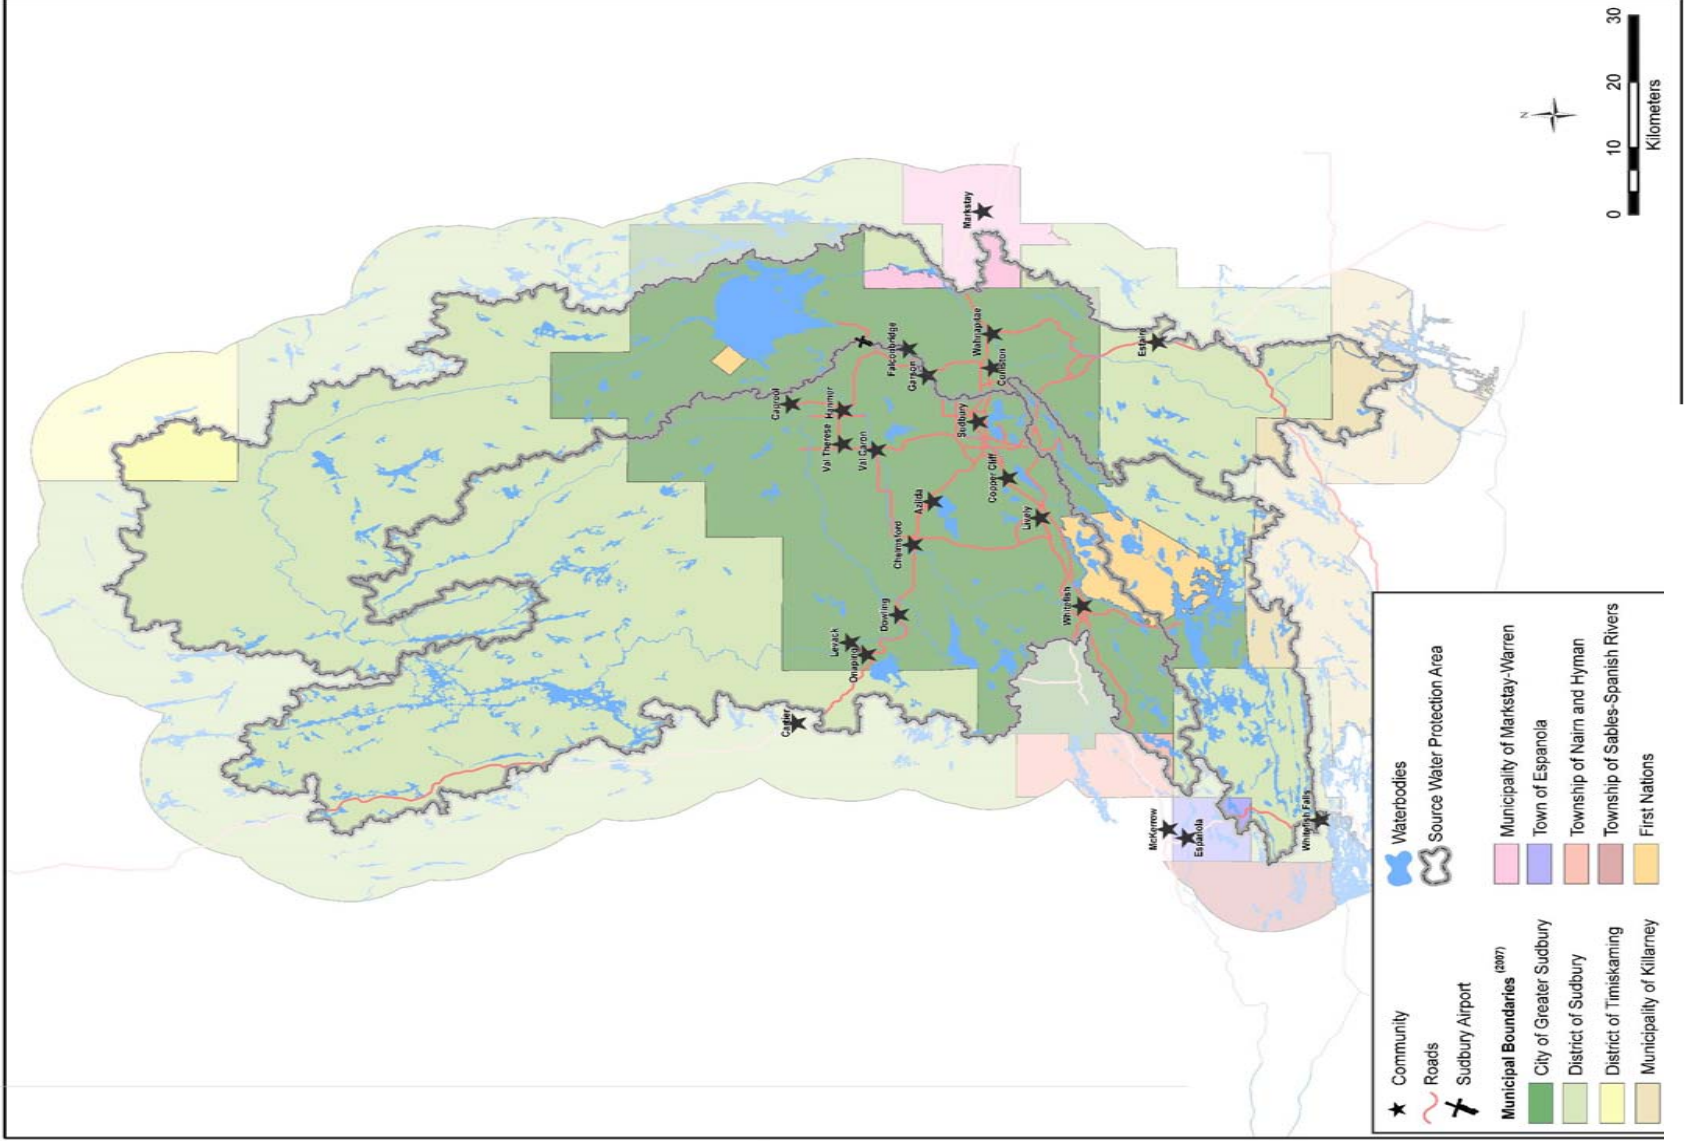 Capreol
Val Therese
Hanmer
Val Caron
Falconbridge
Garson
Wahnapitae
Coniston
Sudbury
Copper Cliff
Azilda
Chelmsford
Lively
Dowling
Levack
Onaping
Cartier
Whitefish
Markstay
Estaire
McKerrow
Espanola
Whitefish Falls
N
0 10 20 30
Kilometers
Community
Roads
Sudbury Airport
Waterbodies
Source Water Protection Area
Municipal Boundaries (2007)
City of Greater Sudbury
District of Sudbury
District of Timiskaming
Municipality of Killarney
Municipality of Markstay-Warren
Town of Espanola
Township of Nairn and Hyman
Township of Sables-Spanish Rivers
First Nations